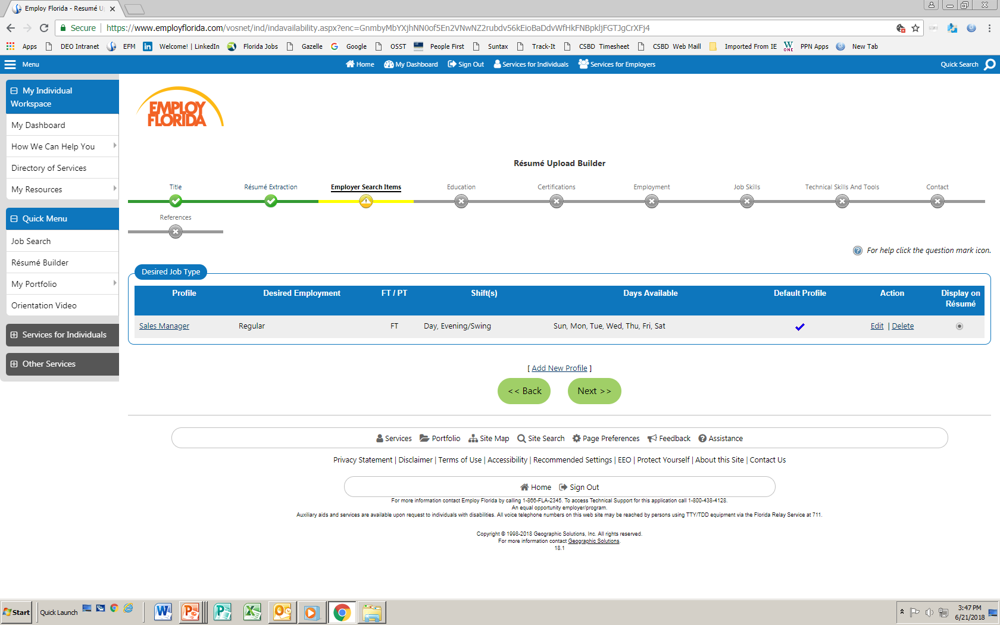 Employ Florida - Resumé U
Secure | https://www.employflorida.com/vosnet/ind/indavailability.aspx?enc=GnmbyMbYXjhNN0of5En2VNwNZ2rubdv56kEioBaDdvWfHkFNBpkljFGTJgCrXFj4
Apps DEO Intranet EFM Welcome! | LinkedIn Florida Jobs Gazelle Google OSST People First Suntax Track-It CSBD Timesheet CSBD Web Maill Imported From IE PPN Apps New Tab
Menu Home My Dashboard Sign Out Services for Individuals Services for Employers Quick Search
My Individual
Workspace
My Dashboard
How We Can Help You
Directory of Services
My Resources
Quick Menu
Job Search
Résumé Builder
My Portfolio
Orientation Video
Services for Individuals
Other Services
EMPLOY
FLORIDA
Résumé Upload Builder
Title Résumé Extraction Employer Search Items Education Certifications Employment Job Skills Technical Skills And Tools Contact
References
For help click the question mark icon.
Desired Job Type
Profile Desired Employment FT / PT Shift(s) Days Available Default Profile Action Display on
Résumé
Sales Manager Regular FT Day, Evening/Swing Sun, Mon, Tue, Wed, Thu, Fri, Sat Edit | Delete
[ Add New Profile ]
<< Back Next >>
Services Portfolio Site Map Site Search Page Preferences Feedback Assistance
Privacy Statement | Disclaimer | Terms of Use | Accessibility | Recommended Settings | EEO | Protect Yourself | About this Site | Contact Us
Home Sign Out
For more information contact Employ Florida by calling 1-866-FLA-2345. To access Technical Support for this application call 1-800-438-4128.
An equal opportunity employer/program.
Auxiliary aids and services are available upon request to individuals with disabilities. All voice telephone numbers on this web site may be reached by persons using TTY/TDD equipment via the Florida Relay Service at 711.
Copyright © 1998-2018 Geographic Solutions, Inc. All rights reserved.
For more information contact Geographic Solutions.
18.1
Start Quick Launch
3:47 PM
6/21/2018